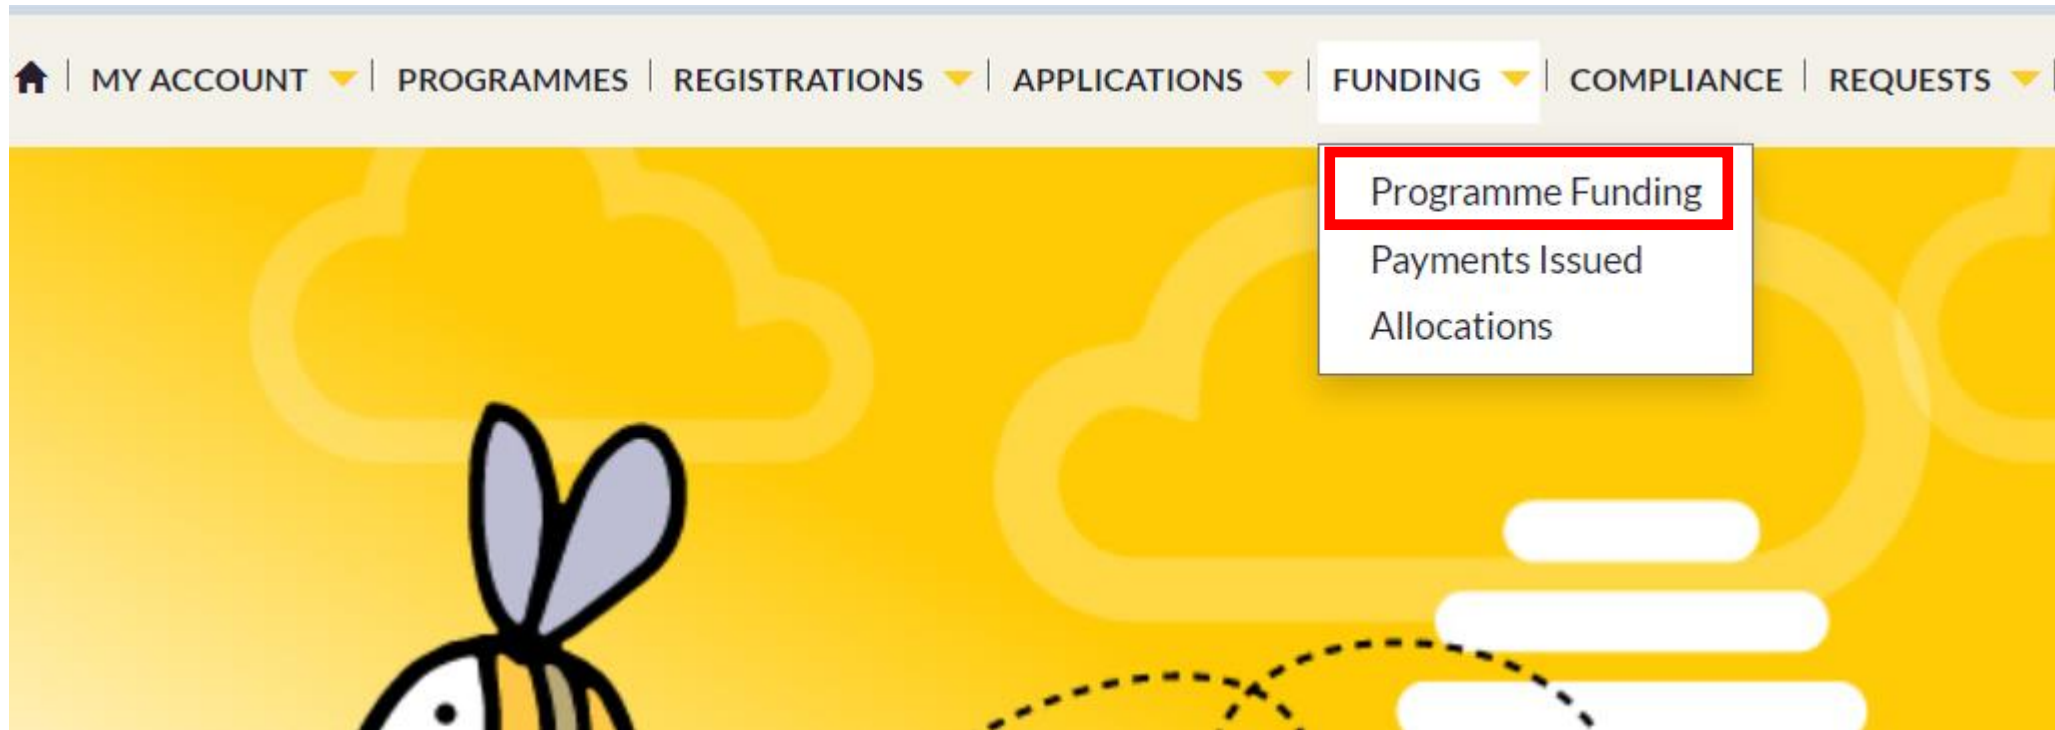 MY ACCOUNT PROGRAMMES REGISTRATIONS APPLICATIONS FUNDING COMPLIANCE REQUESTS
Programme Funding
Payments Issued
Allocations